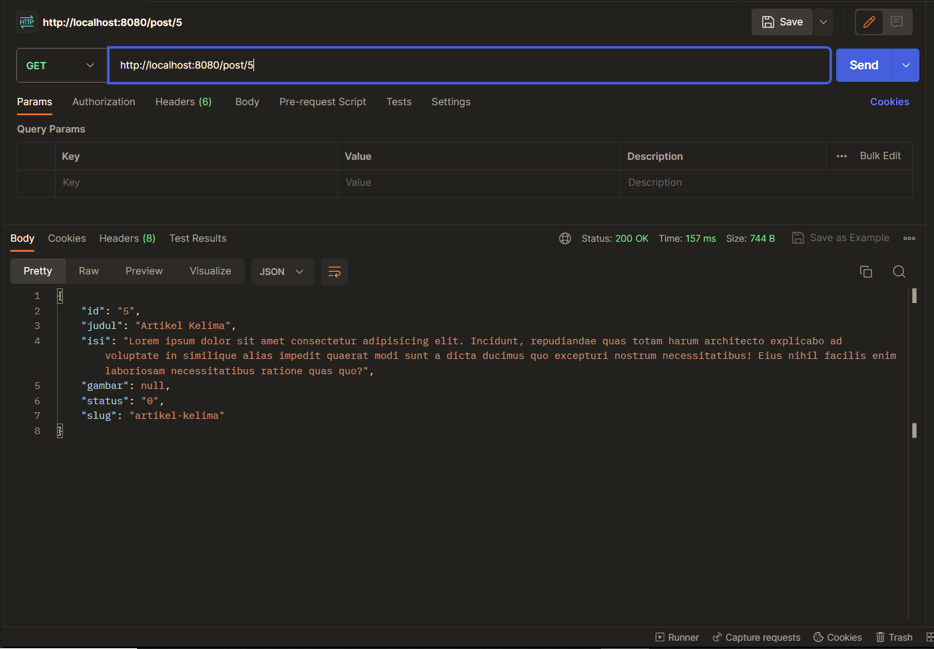 HTTP http://localhost:8080/post/5 Save
GET http://localhost:8080/post/5 Send
Params Authorization Headers (6) Body Pre-request Script Tests Settings Cookies
Query Params
Key Value Description ••• Bulk Edit
Key Value Description
Body Cookies Headers (8) Test Results Status: 200 OK Time: 157 ms Size: 744 B Save as Example
Pretty Raw Preview Visualize JSON
1 {
2 "id": "5",
3 "judul": "Artikel Kelima",
4 "isi": "Lorem ipsum dolor sit amet consectetur adipisicing elit. Incidunt, repudiandae quas totam harum architecto explicabo ad
voluptate in similique alias impedit quaerat modi sunt a dicta ducimus quo excepturi nostrum necessitatibus! Eius nihil facilis enim
laboriosam necessitatibus ratione quas quo?",
5 "gambar": null,
6 "status": "0",
7 "slug": "artikel-kelima"
8 }
Runner Capture requests Cookies Trash